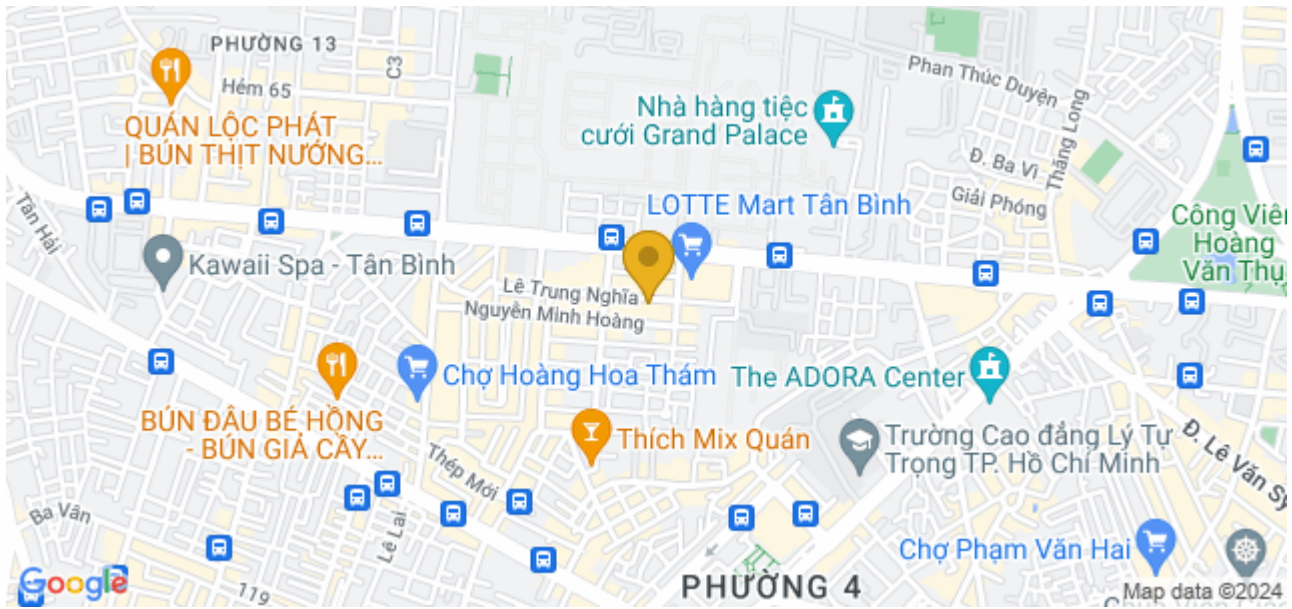 PHƯỜNG 13
C3
Hẻm 65
Phan Thúc Duyện
Nhà hàng tiệc
cưới Grand Palace
Thăng Long
QUÁN LỘC PHÁT
| BÚN THỊT NƯỚNG...
Đ. Ba Vì
Giải Phóng
Tân Hải
LOTTE Mart Tân Bình
Công Viên
Hoàng
Văn Thụ
Kawaii Spa - Tân Bình
Lê Trung Nghĩa
Nguyễn Minh Hoàng
Chợ Hoàng Hoa Thám
The ADORA Center
BÚN ĐẬU BÉ HỒNG
- BÚN GIẢ CẦY...
Thích Mix Quán
Trường Cao đẳng Lý Tự
Trọng TP. Hồ Chí Minh
Đ. Lê Văn Sỹ
Thép Mới
Ba Vân
Lê Lai
Chợ Phạm Văn Hai
PHƯỜNG 4
Google
119
Map data ©2024